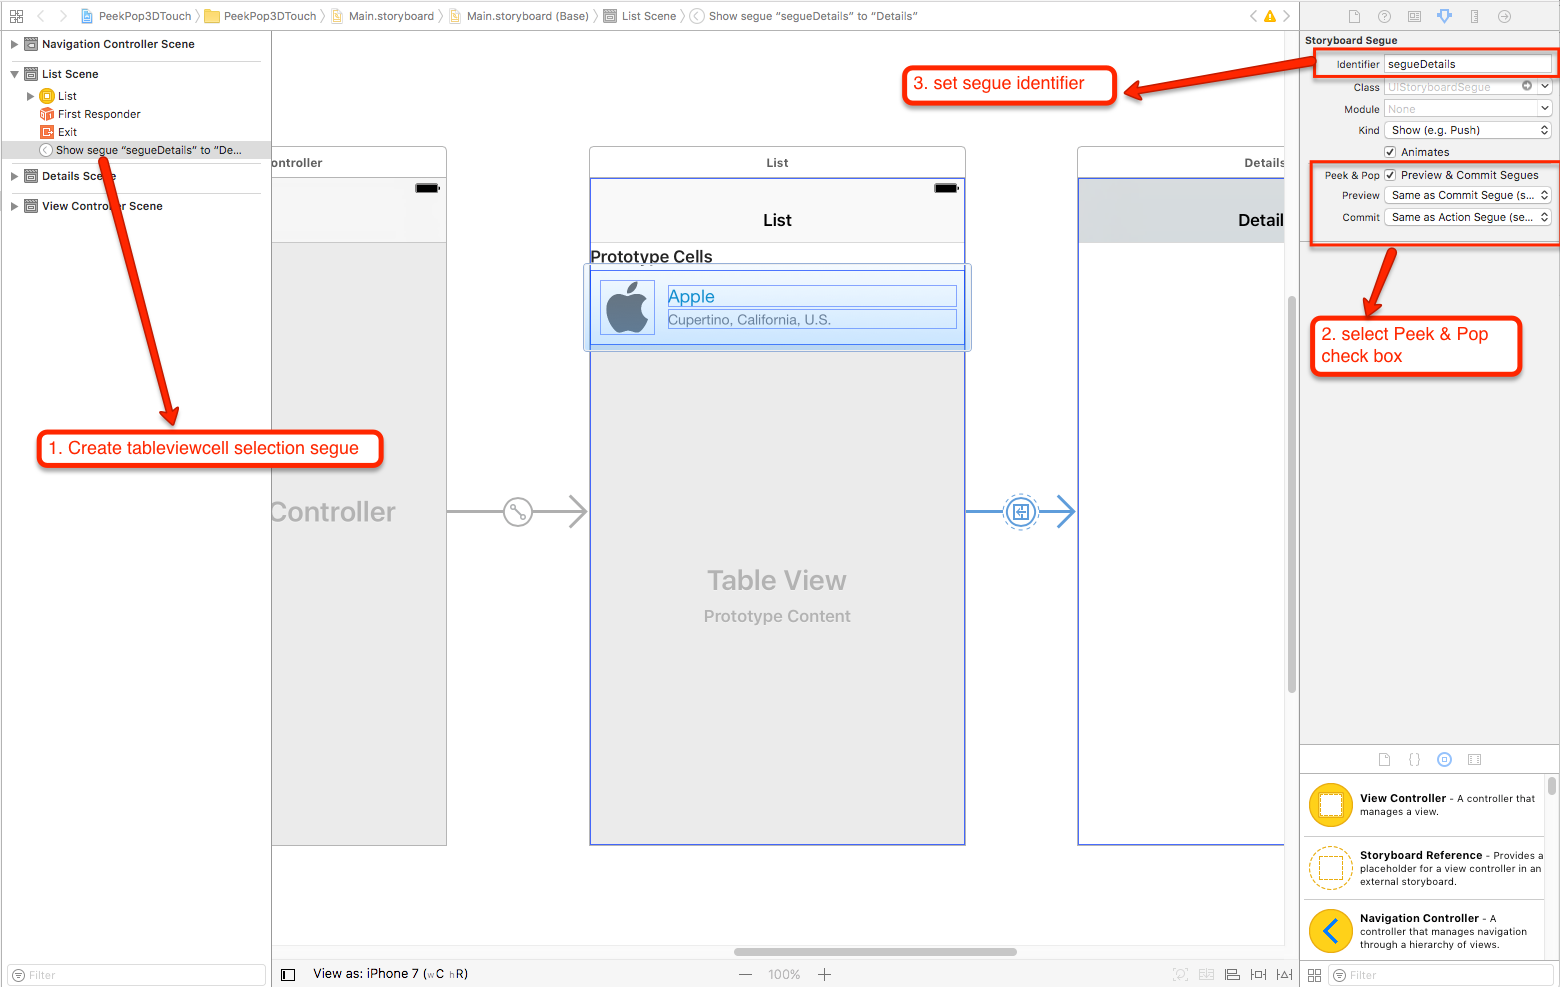 PeekPop3DTouch
PeekPop3DTouch
Main.storyboard
Main.storyboard (Base)
List Scene
Show segue “segueDetails” to “Details”
Navigation Controller Scene
List Scene
List
First Responder
Exit
Show segue “segueDetails” to “De...
Details Scene
View Controller Scene
1. Create tableviewcell selection segue
Filter
ontroller
Controller
List
List
Prototype Cells
Apple
Cupertino, California, U.S.
Table View
Prototype Content
Details
Detail
3. set segue identifier
View as: iPhone 7 (wC hR)
100%
Storyboard Segue
Identifier segueDetails
Class UIStoryboardSegue
Module None
Kind Show (e.g. Push)
Animates
Peek & Pop Preview & Commit Segues
Preview Same as Commit Segue (s...
Commit Same as Action Segue (se...
2. select Peek & Pop
check box
{ }
View Controller - A controller that
manages a view.
Storyboard Reference - Provides a
placeholder for a view controller in an
external storyboard.
Navigation Controller - A
controller that manages navigation
through a hierarchy of views.
Filter